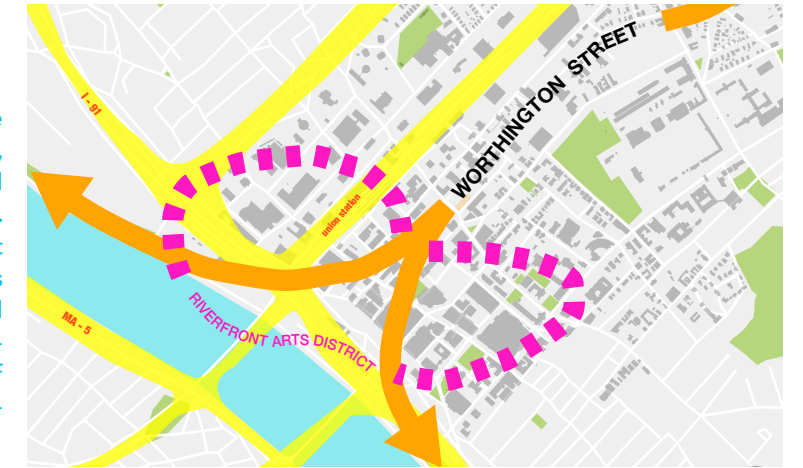 WORTHINGTON STREET
I - 91
union station
RIVERFRONT ARTS DISTRICT
MA - 5